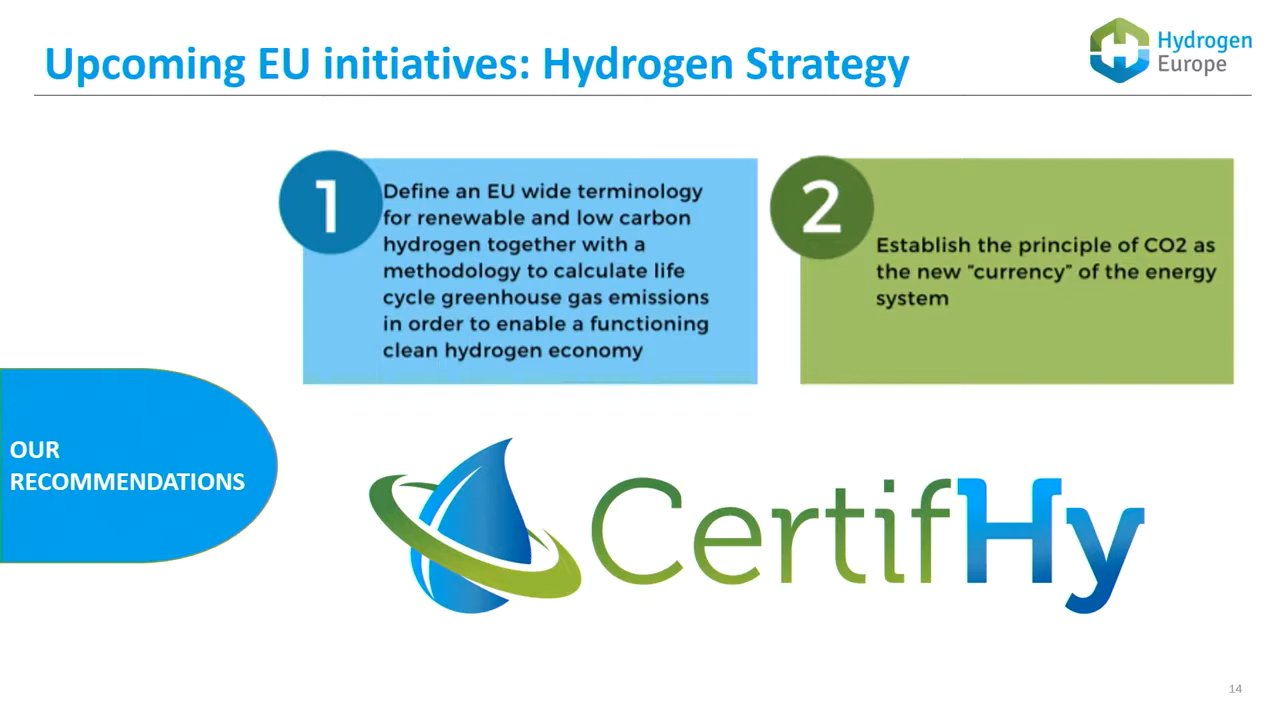 Upcoming EU initiatives: Hydrogen Strategy
Hydrogen
Europe
1
Define an EU wide terminology
for renewable and low carbon
hydrogen together with a
methodology to calculate life
cycle greenhouse gas emissions
in order to enable a functioning
clean hydrogen economy
2
Establish the principle of CO2 as
the new “currency” of the energy
system
OUR
RECOMMENDATIONS
CertifHy
14